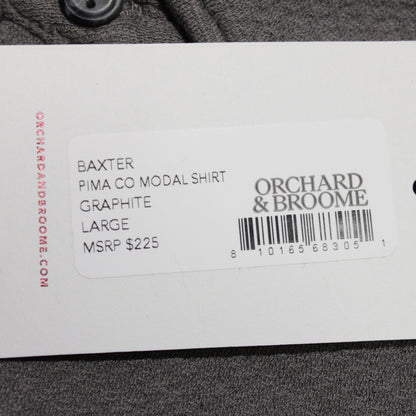 ORCHARDANDBROOME.COM
BAXTER
PIMA CO MODAL SHIRT
GRAPHITE
LARGE
MSRP $225
ORCHARD
& BROOME
8 10165 68305 1